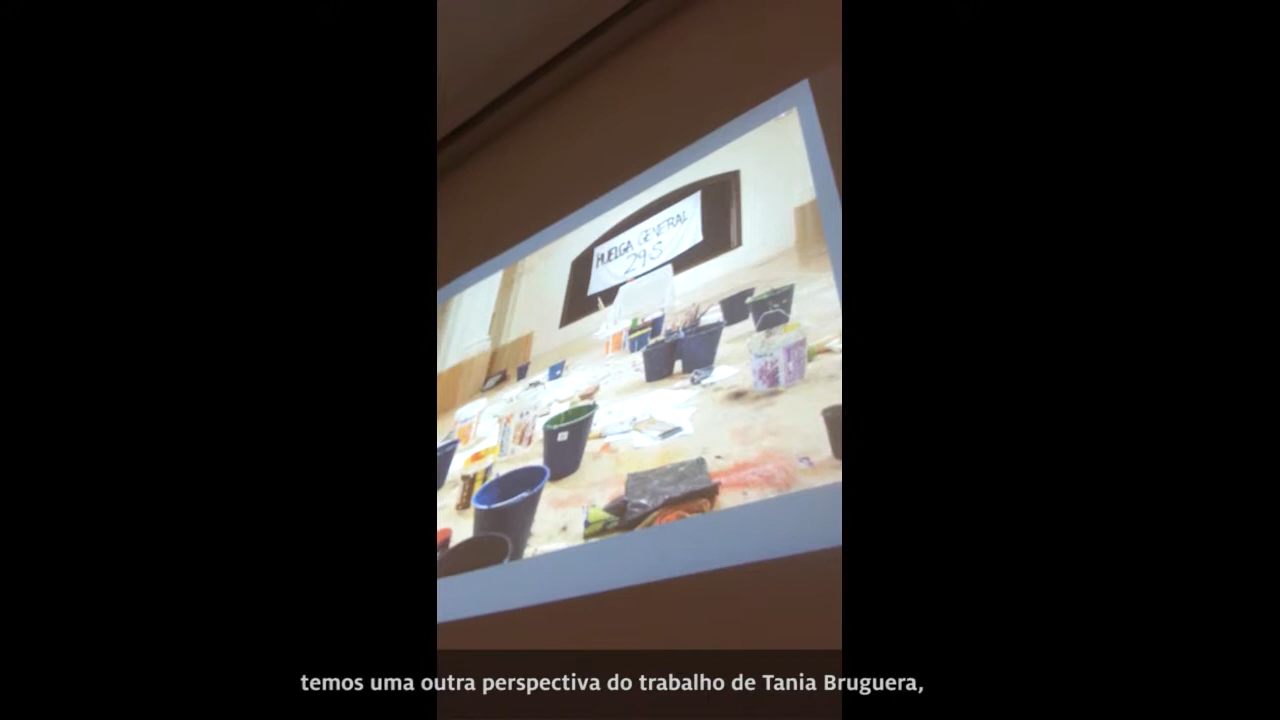 HUELGA GENERAL
29S
temos uma outra perspectiva do trabalho de Tania Bruguera,